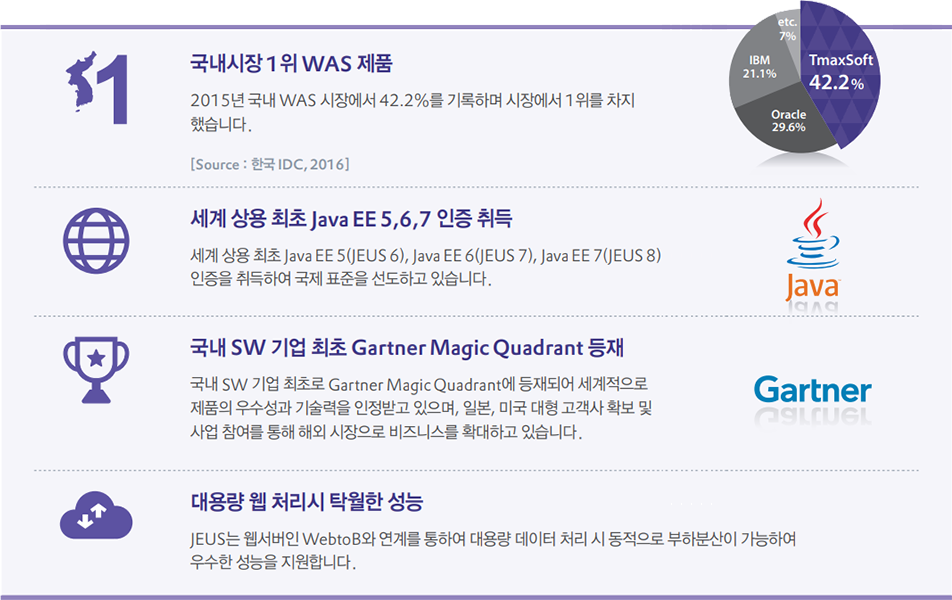 1
국내시장 1위 WAS 제품
2015년 국내 WAS 시장에서 42.2%를 기록하며 시장에서 1위를 차지
했습니다.
[Source : 한국 IDC, 2016]
etc.
7%
IBM
21.1%
TmaxSoft
42.2%
Oracle
29.6%
세계 상용 최초 Java EE 5,6,7 인증 취득
세계 상용 최초 Java EE 5(JEUS 6), Java EE 6(JEUS 7), Java EE 7(JEUS 8)
인증을 취득하여 국제 표준을 선도하고 있습니다.
Java
국내 SW 기업 최초 Gartner Magic Quadrant 등재
국내 SW 기업 최초로 Gartner Magic Quadrant에 등재되어 세계적으로
제품의 우수성과 기술력을 인정받고 있으며, 일본, 미국 대형 고객사 확보 및
사업 참여를 통해 해외 시장으로 비즈니스를 확대하고 있습니다.
Gartner
대용량 웹 처리시 탁월한 성능
JEUS는 웹서버인 WebtoB와 연계를 통하여 대용량 데이터 처리 시 동적으로 부하분산이 가능하여
우수한 성능을 지원합니다.